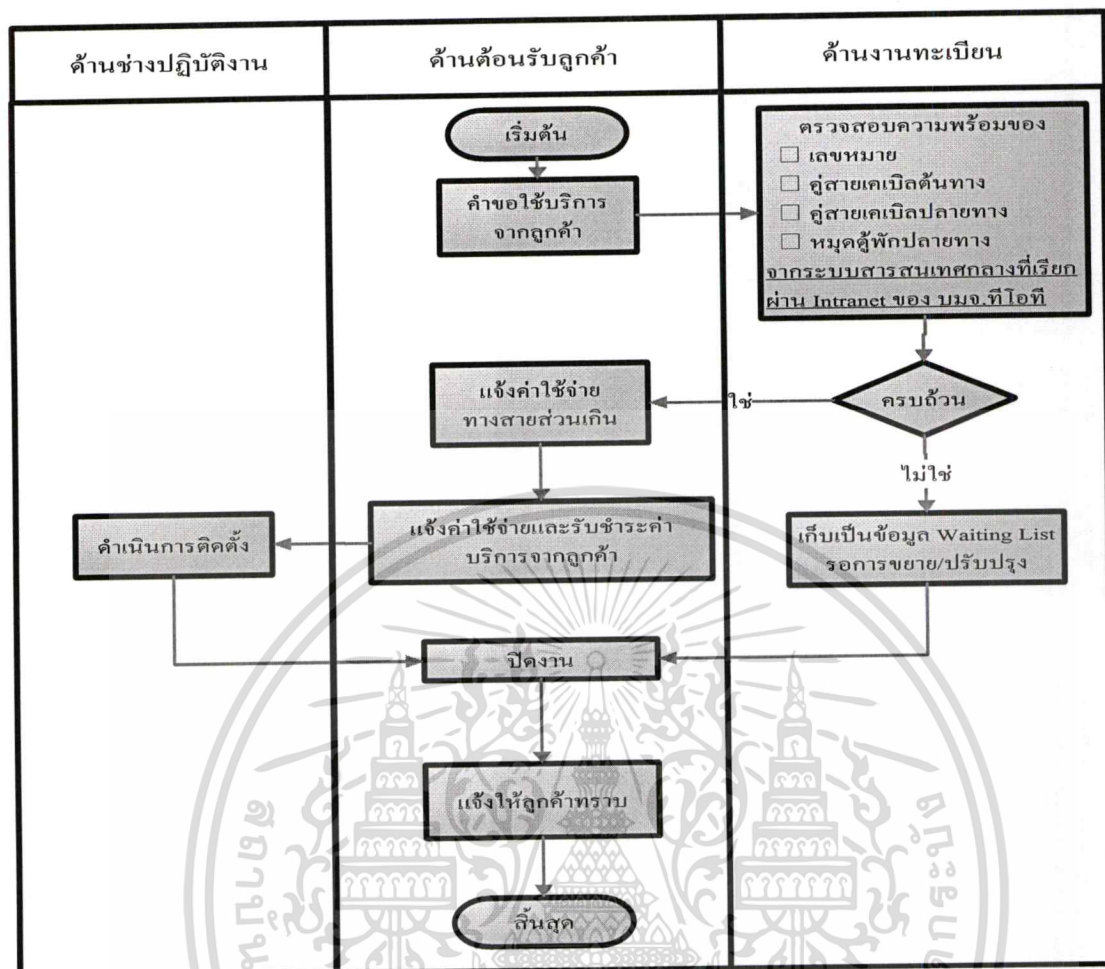 ด้านช่างปฏิบัติงาน
ด้านต้อนรับลูกค้า
ด้านงานทะเบียน
เริ่มต้น
คำขอใช้บริการ
จากลูกค้า
ตรวจสอบความพร้อมของ
☐ เลขหมาย
☐ คู่สายเคเบิลต้นทาง
☐ คู่สายเคเบิลปลายทาง
☐ หมุดตู้พักปลายทาง
จากระบบสารสนเทศกลางที่เรียก
ผ่าน Intranet ของ บมจ.ทีโอที
ครบถ้วน
ใช่
ไม่ใช่
แจ้งค่าใช้จ่าย
ทางสายส่วนเกิน
แจ้งค่าใช้จ่ายและรับชำระค่า
บริการจากลูกค้า
ดำเนินการติดตั้ง
เก็บเป็นข้อมูล Waiting List
รอการขยาย/ปรับปรุง
ปิดงาน
แจ้งให้ลูกค้าทราบ
สิ้นสุด